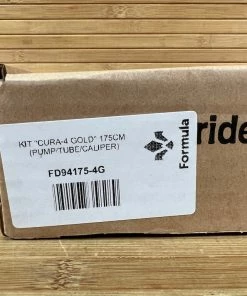 KIT "CURA-4 GOLD" 175CM
(PUMP/TUBE/CALIPER)
FD94175-4G
Formula
ride